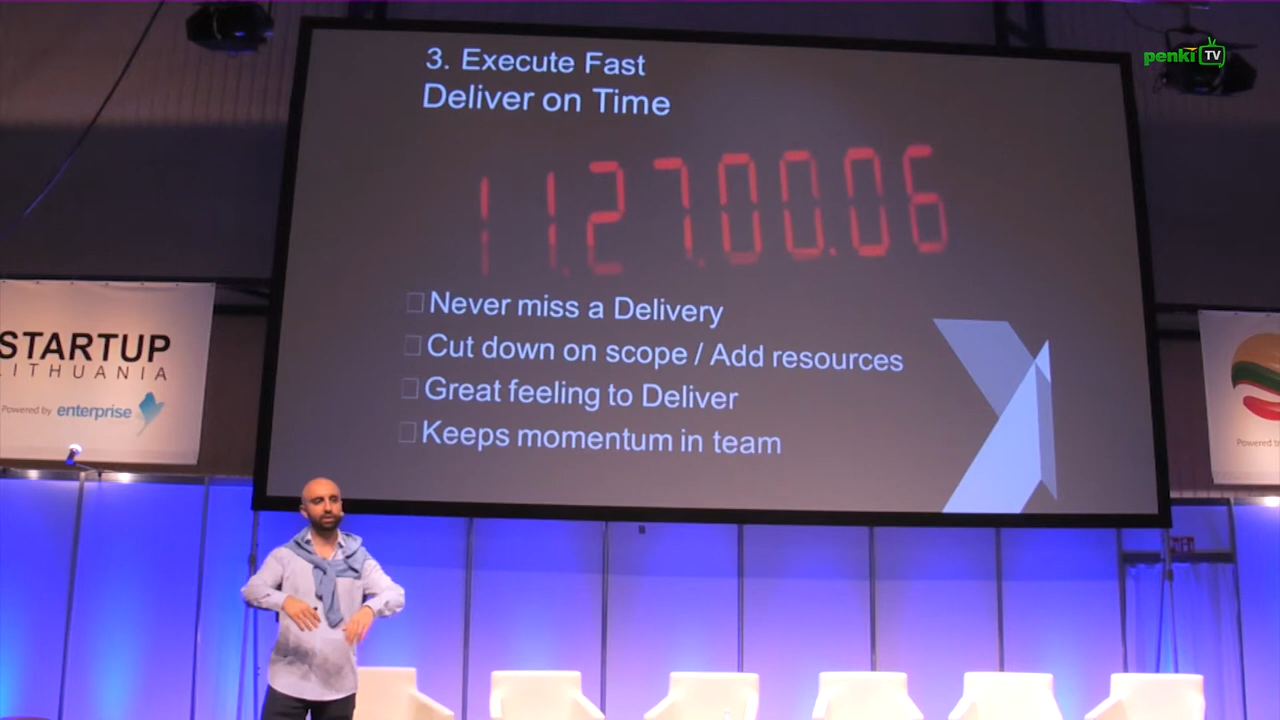 penki TV
3. Execute Fast
Deliver on Time
11.27.00.06
Never miss a Delivery
Cut down on scope / Add resources
Great feeling to Deliver
Keeps momentum in team
STARTUP
LITHUANIA
Powered by enterprise
Powered